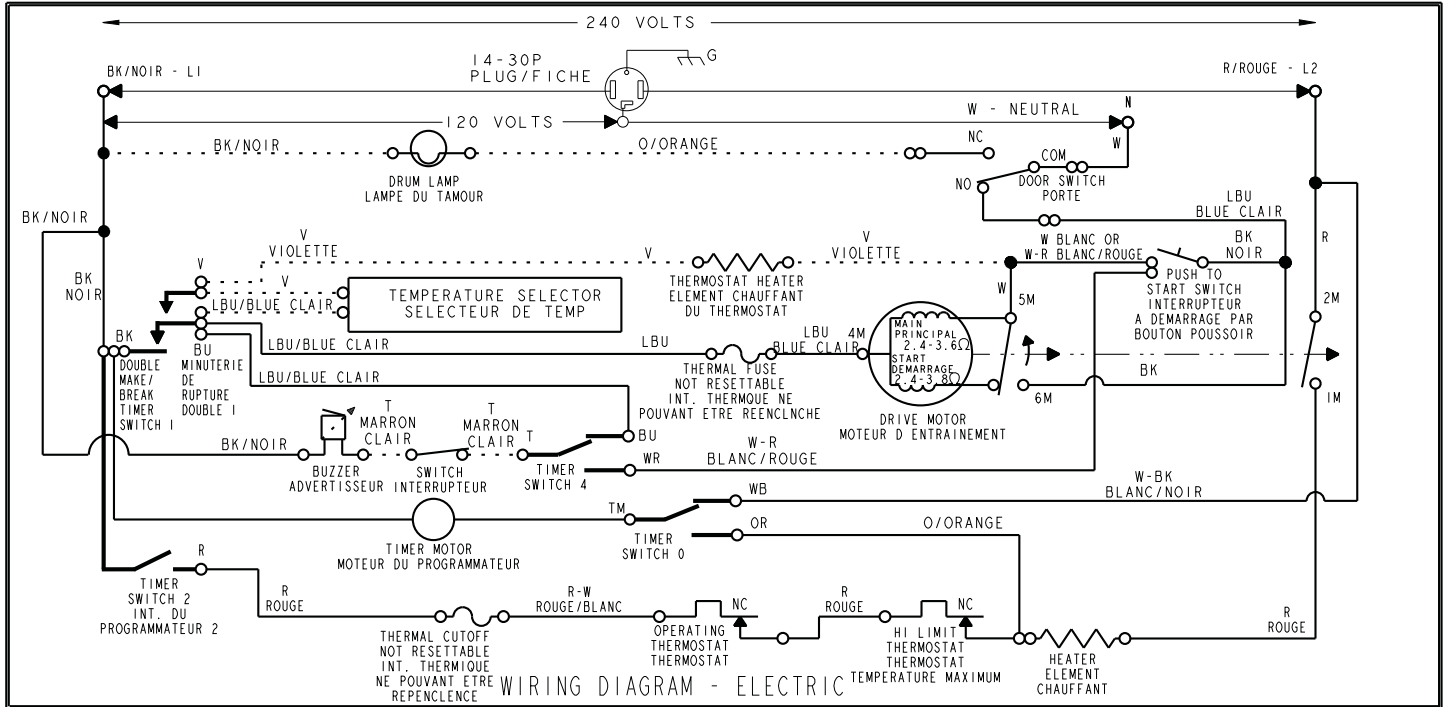 240 VOLTS
BK/NOIR - L1
14-30P
PLUG/FICHE
G
R/ROUGE - L2
120 VOLTS
W - NEUTRAL
N
BK/NOIR
O/ORANGE
NC
W
COM
DRUM LAMP
LAMPE DU TAMOUR
NO
DOOR SWITCH
PORTE
BK/NOIR
LBU
BLUE CLAIR
V
VIOLETTE
V
V
VIOLETTE
W BLANC OR
W-R BLANC/ROUGE
BK
NOIR
R
BK
NOIR
V
V
LBU/BLUE CLAIR
TEMPERATURE SELECTOR
SELECTEUR DE TEMP
THERMOSTAT HEATER
ELEMENT CHAUFFANT
DU THERMOSTAT
W
5M
PUSH TO
START SWITCH
INTERRUPTEUR
A DEMARRAGE PAR
BOUTON POUSSOIR
2M
BK
BU
LBU/BLUE CLAIR
LBU
LBU
BLUE CLAIR
4M
MAIN
PRINCIPAL
2.4-3.6Ω
START
DEMARRAGE
2.4-3.8Ω
DOUBLE
MAKE/
BREAK
TIMER
SWITCH 1
MINUTERIE
DE
RUPTURE
DOUBLE 1
LBU/BLUE CLAIR
THERMAL FUSE
NOT RESETTABLE
INT. THERMQUE NE
POUVANT ETRE REENCLNCHE
BK
6M
1M
DRIVE MOTOR
MOTEUR D ENTRAINEMENT
BK/NOIR
T
MARRON
CLAIR
T
MARRON
CLAIR
T
BU
WR
W-R
BLANC/ROUGE
BUZZER
ADVERTISSEUR
SWITCH
INTERRUPTEUR
TIMER
SWITCH 4
W-BK
BLANC/NOIR
TM
WB
OR
O/ORANGE
TIMER MOTOR
MOTEUR DU PROGRAMMATEUR
TIMER
SWITCH 0
R
TIMER
SWITCH 2
INT. DU
PROGRAMMATEUR 2
R
ROUGE
R-W
ROUGE/BLANC
NC
R
ROUGE
NC
R
ROUGE
THERMAL CUTOFF
NOT RESETTABLE
INT. THERMIQUE
NE POUVANT ETRE
REPENCLENCE
OPERATING
THERMOSTAT
THERMOSTAT
HI LIMIT
THERMOSTAT
THERMOSTAT
TEMPERATURE MAXIMUM
HEATER
ELEMENT
CHAUFFANT
WIRING DIAGRAM - ELECTRIC